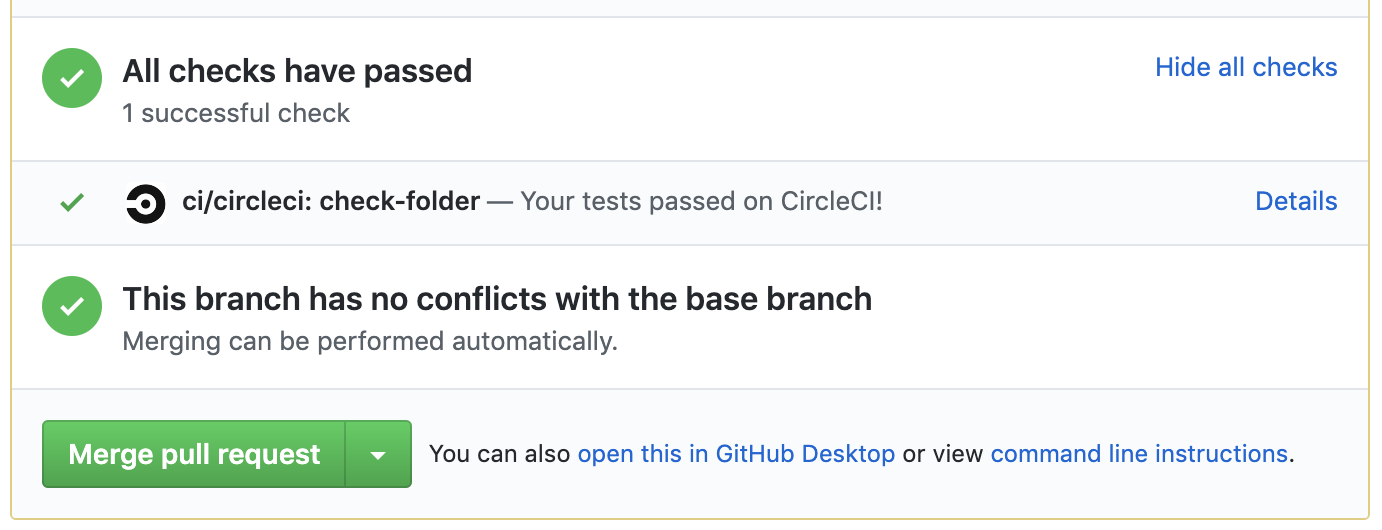 All checks have passed
Hide all checks
1 successful check
ci/circleci: check-folder — Your tests passed on CircleCI!
Details
This branch has no conflicts with the base branch
Merging can be performed automatically.
Merge pull request
You can also open this in GitHub Desktop or view command line instructions.